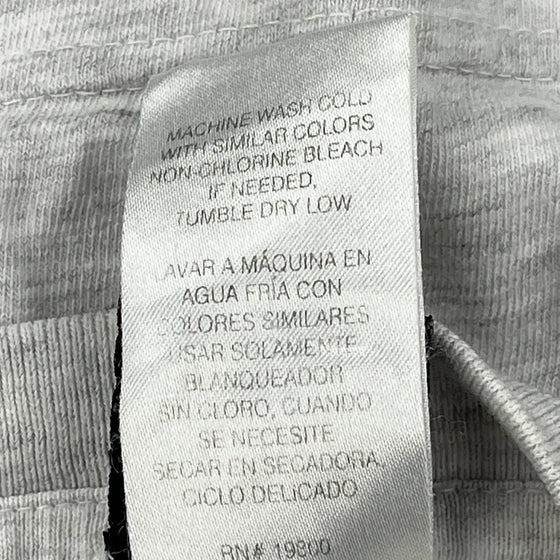 MACHINE WASH COLD
WITH SIMILAR COLORS
NON-CHLORINE BLEACH
IF NEEDED,
TUMBLE DRY LOW
LAVAR A MÁQUINA EN
AGUA FRÍA CON
COLORES SIMILARES
USAR SOLAMENTE
BLANQUEADOR
SIN CLORO, CUANDO
SE NECESITE
SECAR EN SECADORA,
CICLO DELICADO
RN# 19800